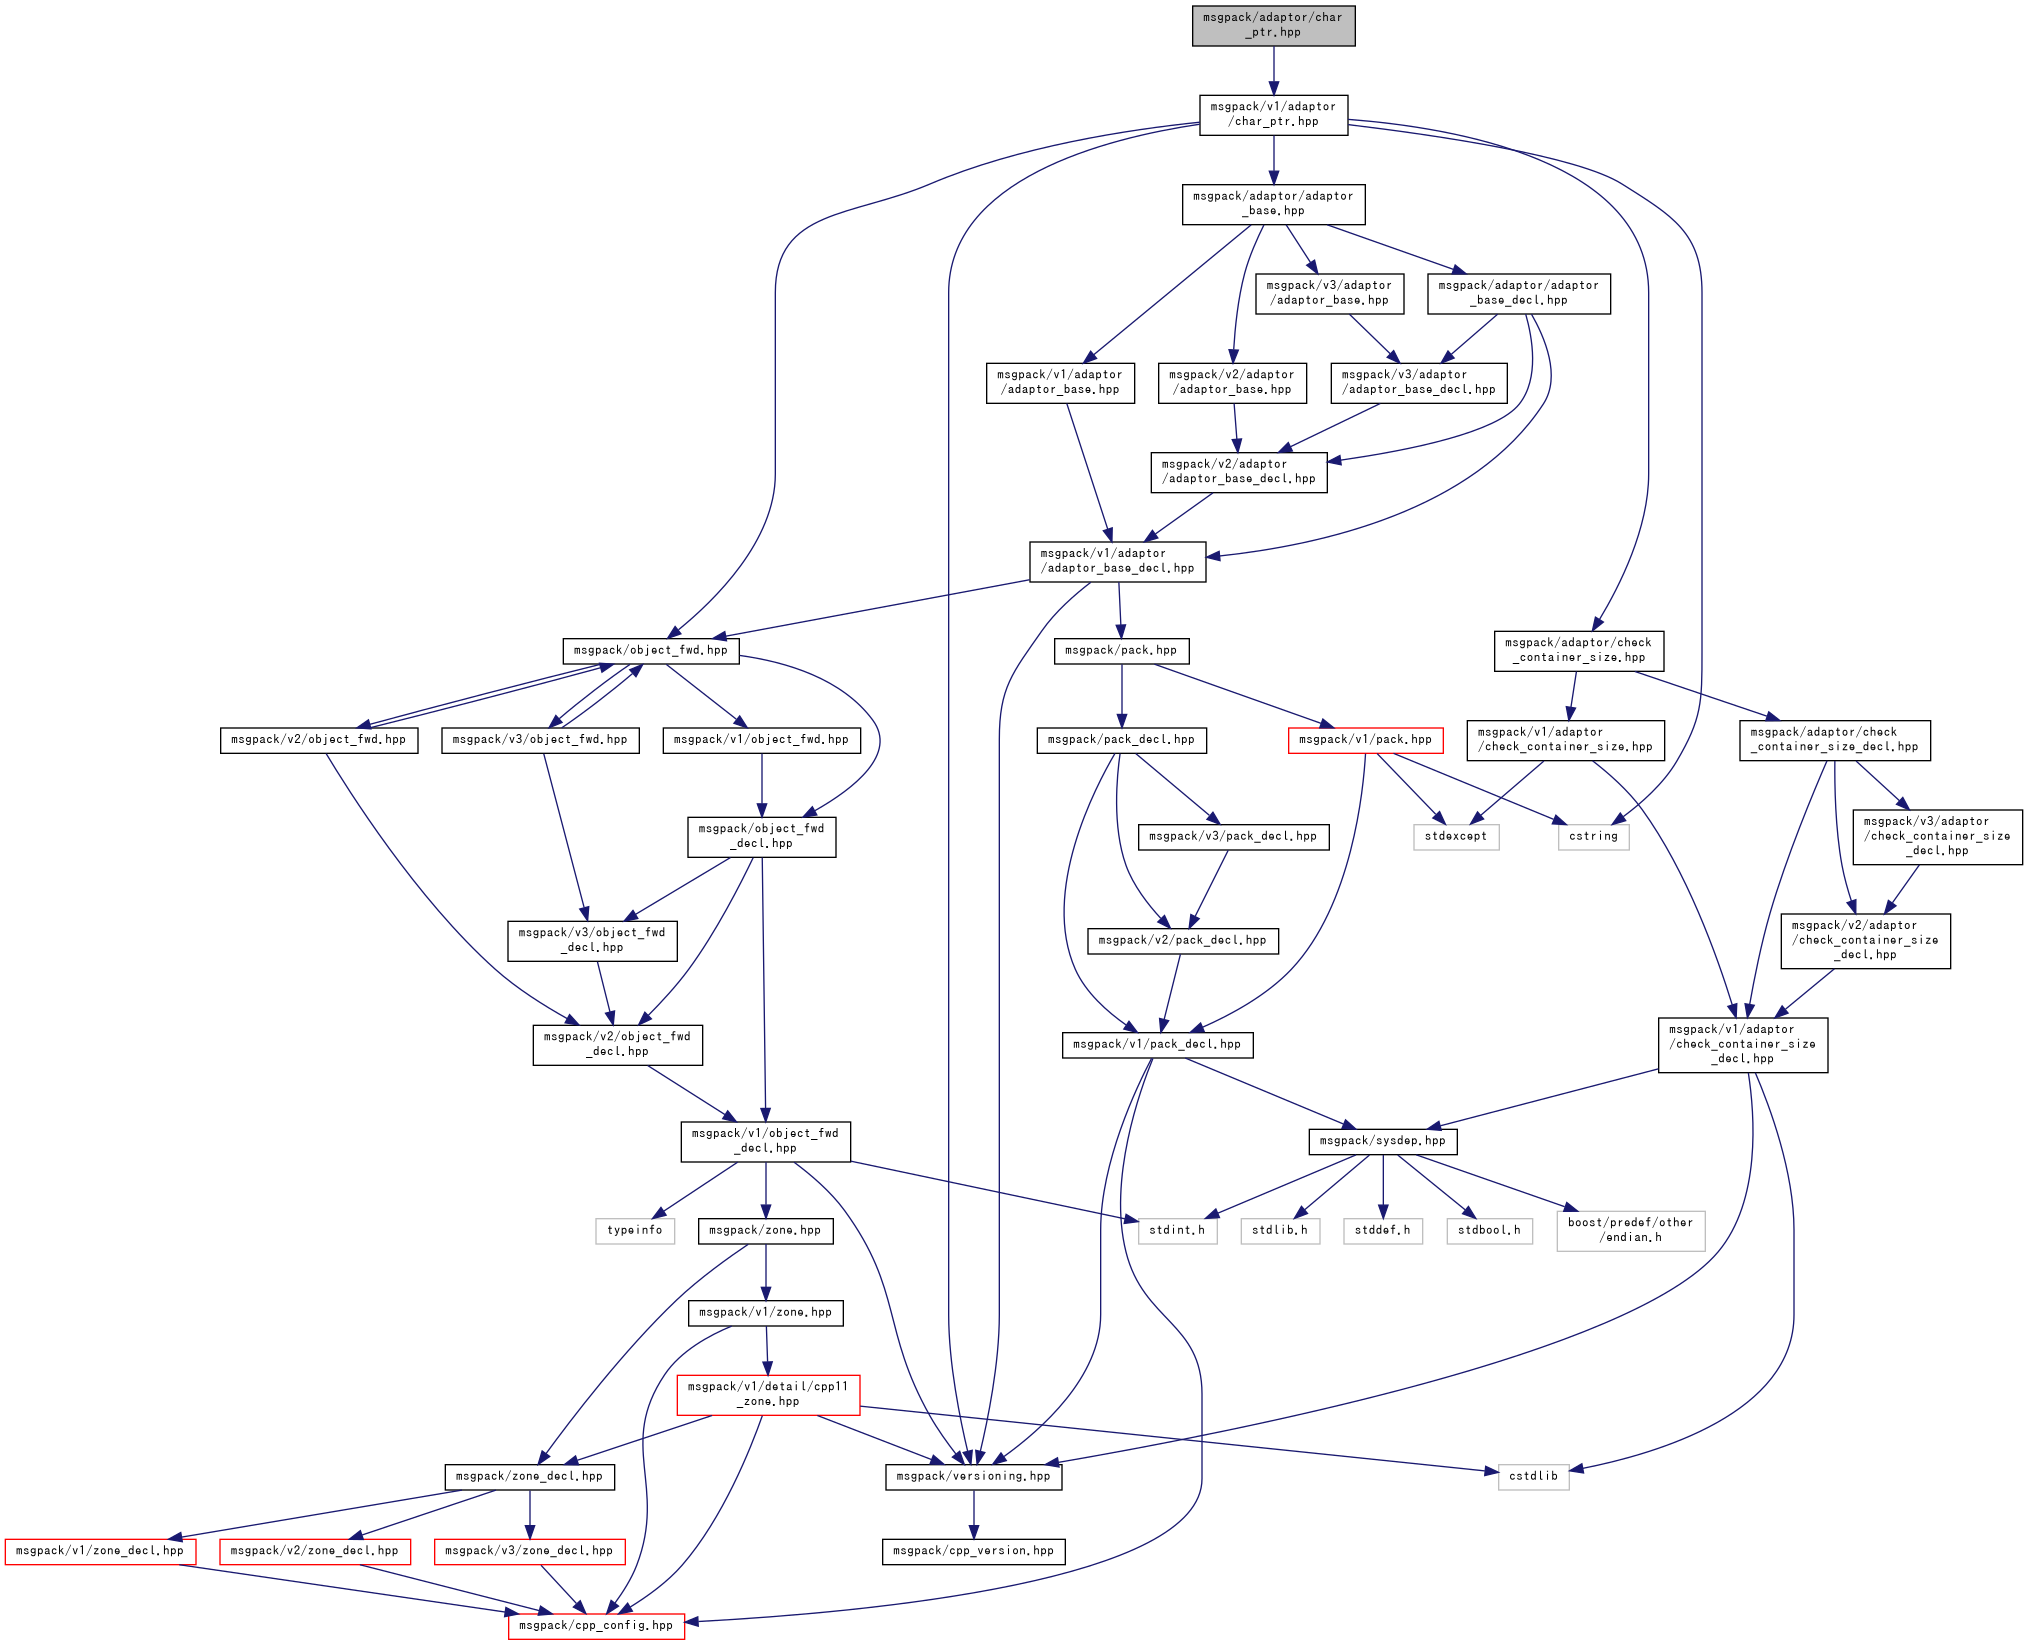 msgpack/adaptor/char
_ptr.hpp
msgpack/v1/adaptor
/char_ptr.hpp
msgpack/adaptor/adaptor
_base.hpp
msgpack/v3/adaptor
/adaptor_base.hpp
msgpack/adaptor/adaptor
_base_decl.hpp
msgpack/v1/adaptor
/adaptor_base.hpp
msgpack/v2/adaptor
/adaptor_base.hpp
msgpack/v3/adaptor
/adaptor_base_decl.hpp
msgpack/v2/adaptor
/adaptor_base_decl.hpp
msgpack/v1/adaptor
/adaptor_base_decl.hpp
msgpack/object_fwd.hpp
msgpack/pack.hpp
msgpack/adaptor/check
_container_size.hpp
msgpack/v2/object_fwd.hpp
msgpack/v3/object_fwd.hpp
msgpack/v1/object_fwd.hpp
msgpack/pack_decl.hpp
msgpack/v1/pack.hpp
msgpack/v1/adaptor
/check_container_size.hpp
msgpack/adaptor/check
_container_size_decl.hpp
msgpack/object_fwd
_decl.hpp
msgpack/v3/pack_decl.hpp
stdexcept
cstring
msgpack/v3/adaptor
/check_container_size
_decl.hpp
msgpack/v3/object_fwd
_decl.hpp
msgpack/v2/pack_decl.hpp
msgpack/v2/adaptor
/check_container_size
_decl.hpp
msgpack/v2/object_fwd
_decl.hpp
msgpack/v1/pack_decl.hpp
msgpack/v1/adaptor
/check_container_size
_decl.hpp
msgpack/v1/object_fwd
_decl.hpp
msgpack/sysdep.hpp
typeinfo
msgpack/zone.hpp
stdint.h
stdlib.h
stddef.h
stdbool.h
boost/predef/other
/endian.h
msgpack/v1/zone.hpp
msgpack/v1/detail/cpp11
_zone.hpp
msgpack/zone_decl.hpp
msgpack/versioning.hpp
cstdlib
msgpack/v1/zone_decl.hpp
msgpack/v2/zone_decl.hpp
msgpack/v3/zone_decl.hpp
msgpack/cpp_version.hpp
msgpack/cpp_config.hpp